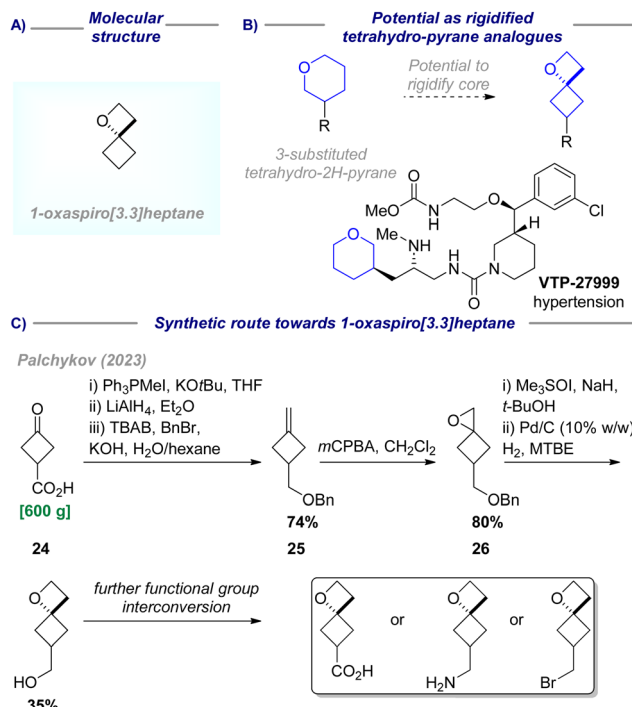 A) Molecular
structure
O
1-oxaspiro[3.3]heptane
B) Potential as rigidified
tetrahydro-pyrane analogues
O
R
Potential to
rigidify core
O
R
3-substituted
tetrahydro-2H-pyrane
O
MeO
N
H
O
Cl
H
O
Me
NH
H
N
N
O
VTP-27999
hypertension
C) Synthetic route towards 1-oxaspiro[3.3]heptane
Palchykov (2023)
O
CO2H
[600 g]
24
i) Ph3PMeI, KOtBu, THF
ii) LiAlH4, Et2O
iii) TBAB, BnBr,
KOH, H2O/hexane
OBn
74%
25
mCPBA, CH2Cl2
O
OBn
80%
26
i) Me3SOI, NaH,
t-BuOH
ii) Pd/C (10% w/w)
H2, MTBE
O
HO
35%
further functional group
interconversion
O
CO2H
or
O
H2N
or
O
Br